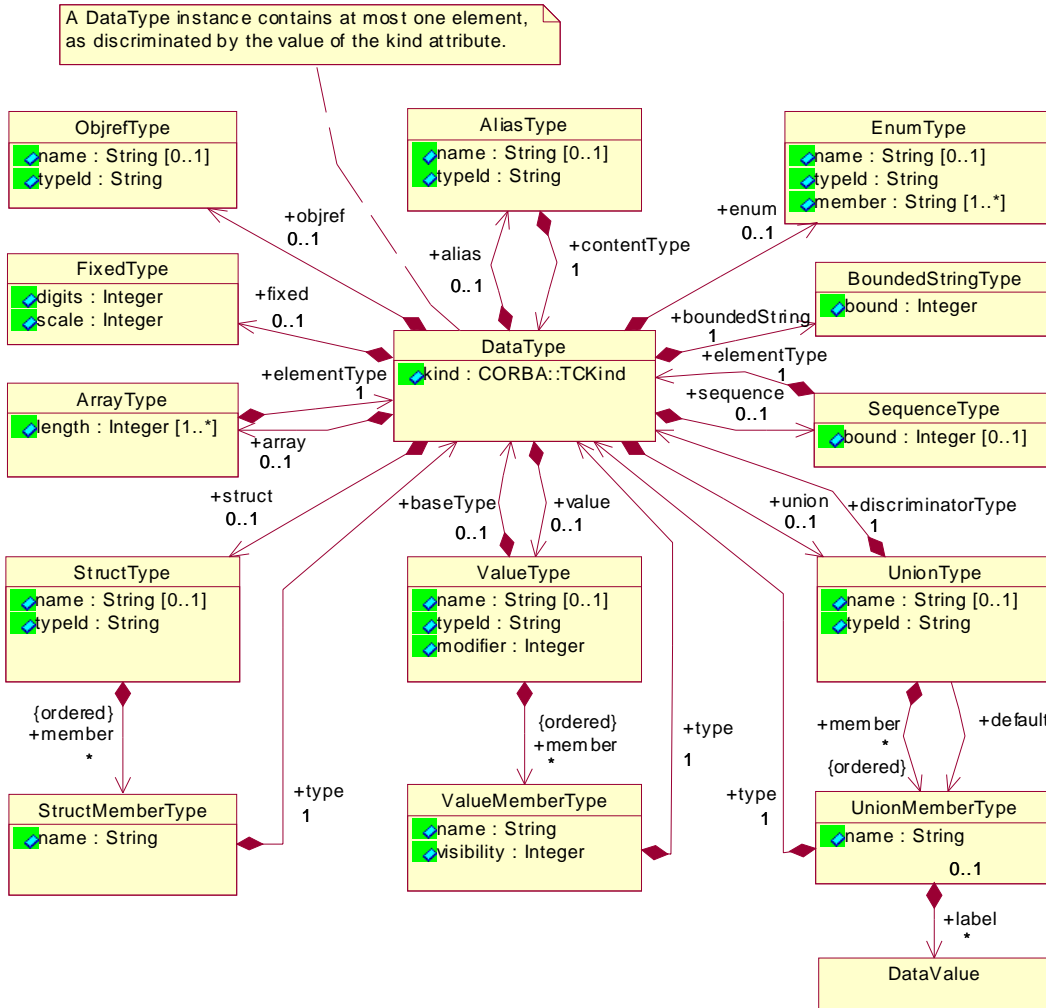 A DataType instance contains at most one element,
as discriminated by the value of the kind attribute.
ObjrefType
name : String [0..1]
typeId : String
AliasType
name : String [0..1]
typeId : String
EnumType
name : String [0..1]
typeId : String
member : String [1..*]
+objref
0..1
+alias
0..1
+contentType
1
+enum
0..1
FixedType
digits : Integer
scale : Integer
+fixed
0..1
BoundedStringType
bound : Integer
+boundedString
1
DataType
kind : CORBA::TCKind
+elementType
1
ArrayType
length : Integer [1..*]
+array
0..1
+elementType
1
+sequence
0..1
SequenceType
bound : Integer [0..1]
+struct
0..1
+baseType
0..1
+value
0..1
+union
0..1
+discriminatorType
1
StructType
name : String [0..1]
typeId : String
ValueType
name : String [0..1]
typeId : String
modifier : Integer
UnionType
name : String [0..1]
typeId : String
{ordered}
+member
*
{ordered}
+member
*
+type
1
+member
*
{ordered}
+default
StructMemberType
name : String
+type
1
ValueMemberType
name : String
visibility : Integer
+type
1
UnionMemberType
name : String
0..1
+label
*
DataValue